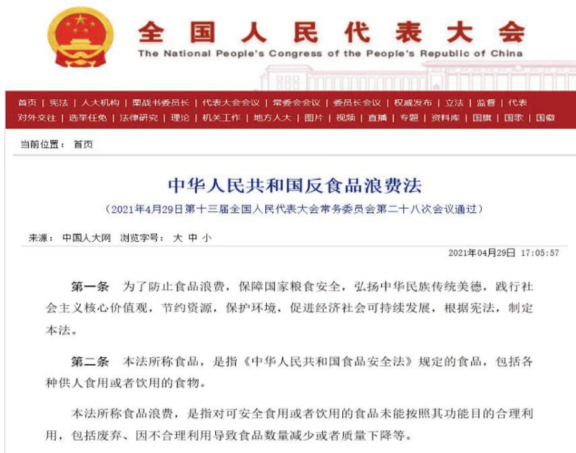 全国人民代表大会
The National People's Congress of the People's Republic of China
首页 | 宪法 | 人大机构 | 栗战书委员长 | 代表大会会议 | 常委会会议 | 委员长会议 | 权威发布 | 立法 | 监督 | 代表
对外交往 | 选举任免 | 法律研究 | 理论 | 机关工作 | 地方人大 | 图片 | 视频 | 直播 | 专题 | 资料库 | 国旗 | 国歌 | 国徽
当前位置： 首页
中华人民共和国反食品浪费法
（2021年4月29日第十三届全国人民代表大会常务委员会第二十八次会议通过）
来源： 中国人大网 浏览字号： 大 中 小
2021年04月29日 17:05:57
第一条 为了防止食品浪费，保障国家粮食安全，弘扬中华民族传统美德，践行社
会主义核心价值观，节约资源，保护环境，促进经济社会可持续发展，根据宪法，制定
本法。
第二条 本法所称食品，是指《中华人民共和国食品安全法》规定的食品，包括各
种供人食用或者饮用的食物。
本法所称食品浪费，是指对可安全食用或者饮用的食品未能按照其功能目的合理利
用，包括废弃、因不合理利用导致食品数量减少或者质量下降等。